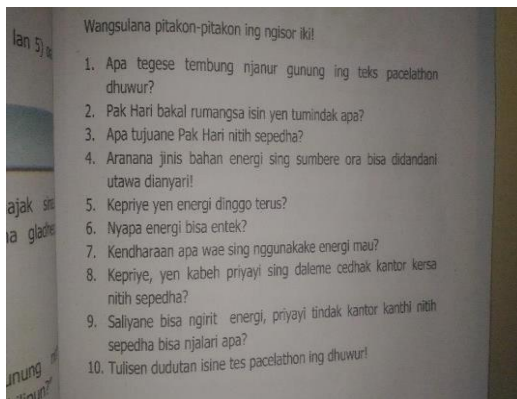 lan 5)
Wangsulana pitakon-pitakon ing ngisor iki!
1. Apa tegese tembung njanur gunung ing teks pacelathon
dhuwur?
2. Pak Hari bakal rumangsa isin yen tumindak apa?
3. Apa tujuane Pak Hari nitih sepedha?
4. Aranana jinis bahan energi sing sumbere ora bisa didandani
utawa dianyari!
5. Kepriye yen energi dinggo terus?
6. Nyapa energi bisa entek?
7. Kendharaan apa wae sing nggunakake energi mau?
8. Kepriye, yen kabeh priyayi sing daleme cedhak kantor kersa
nitih sepedha?
9. Saliyane bisa ngirit energi, priyayi tindak kantor kanthi nitih
sepedha bisa njalari apa?
10. Tulisen dudutan isine tes pacelathon ing dhuwur!
ajak